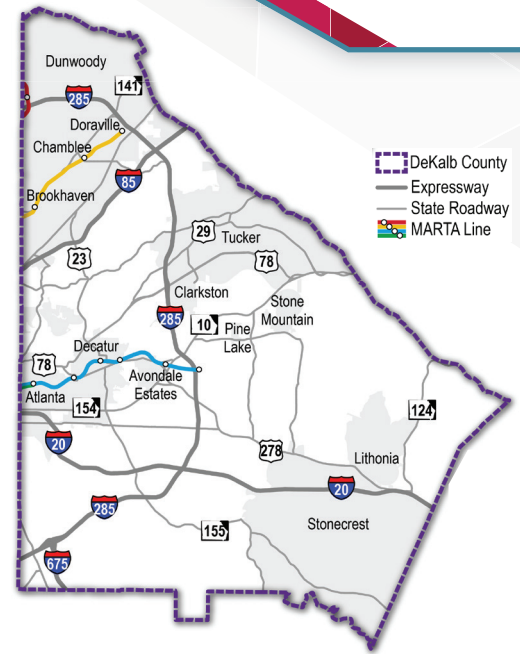 Dunwoody
141
285
Doraville
Chamblee
85
Brookhaven
DeKalb County
Expressway
State Roadway
MARTA Line
29
Tucker
23
78
Clarkston
285
10
Stone
Mountain
Pine
Lake
Decatur
78
Avondale
Estates
Atlanta
154
124
20
278
Lithonia
20
285
Stonecrest
155
675